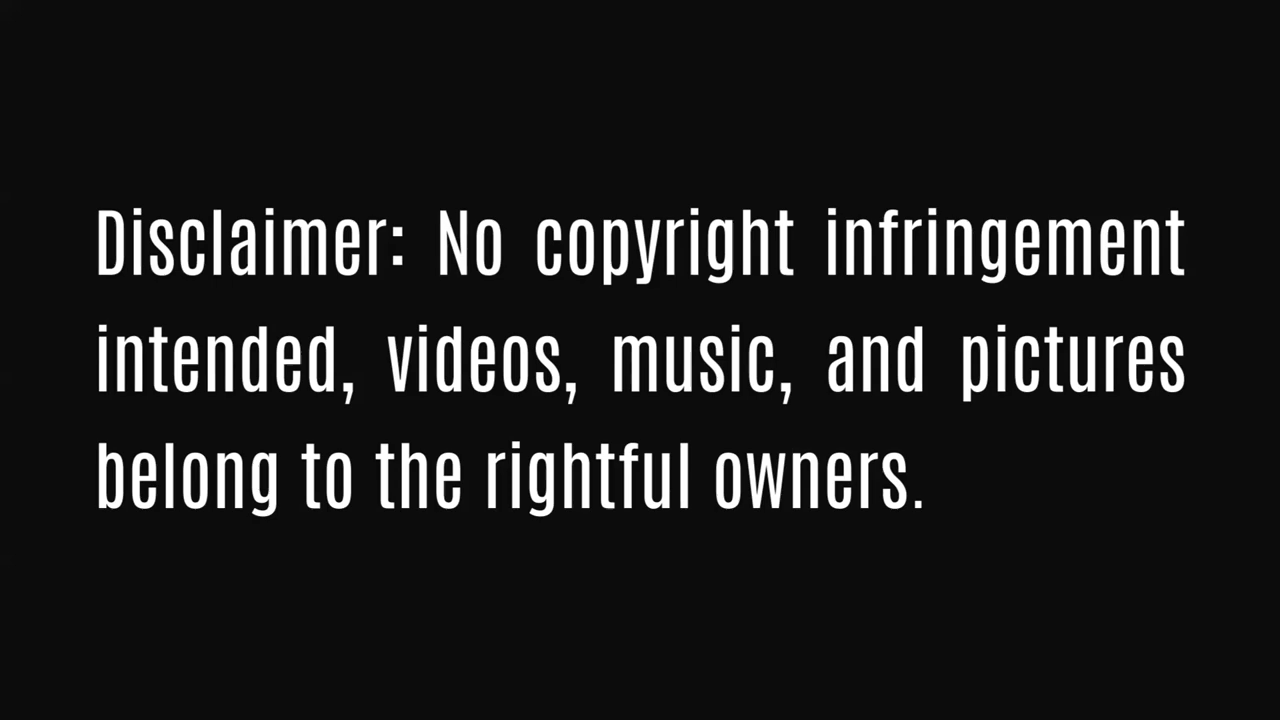 Disclaimer: No copyright infringement
intended, videos, music, and pictures
belong to the rightful owners.